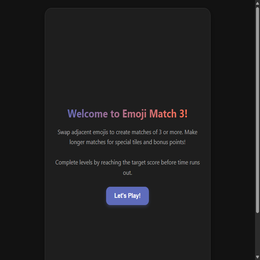 Welcome to Emoji Match 3!
Swap adjacent emojis to create matches of 3 or more. Make
longer matches for special tiles and bonus points!
Complete levels by reaching the target score before time runs
out.
Let's Play!